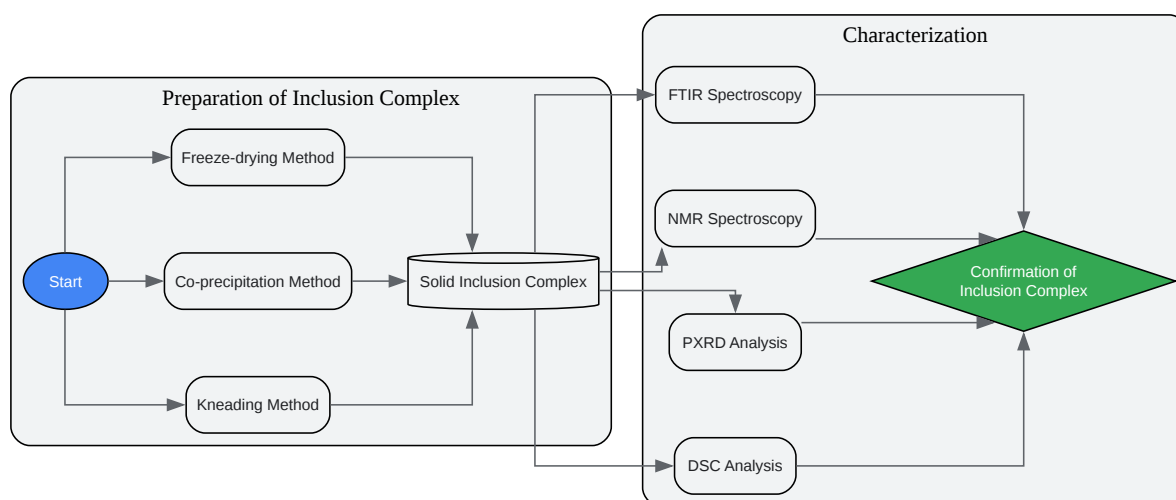 Preparation of Inclusion Complex
Start
Freeze-drying Method
Co-precipitation Method
Kneading Method
Solid Inclusion Complex
Characterization
FTIR Spectroscopy
NMR Spectroscopy
PXRD Analysis
DSC Analysis
Confirmation of
Inclusion Complex